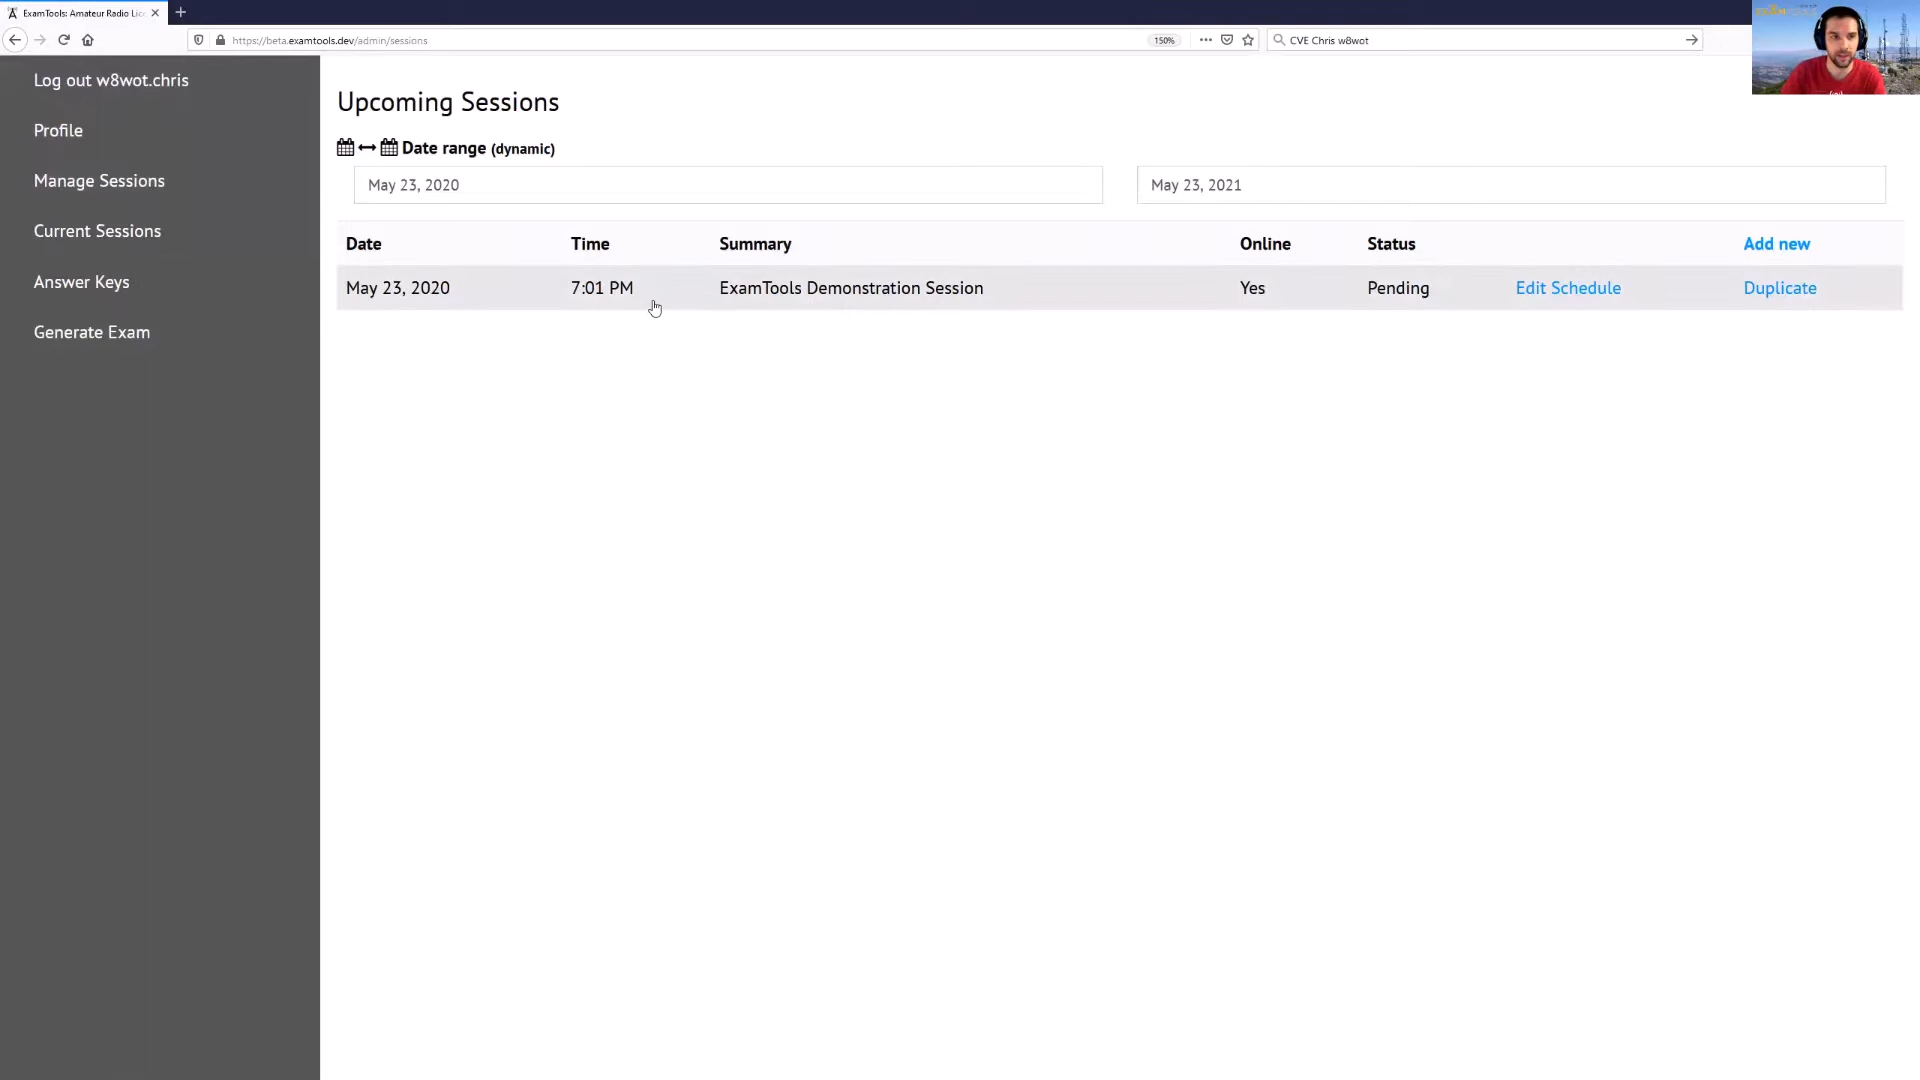 ExamTools: Amateur Radio Lic
https://beta.examtools.dev/admin/sessions
150%
CVE Chris w8wot
Log out w8wot.chris
Profile
Manage Sessions
Current Sessions
Answer Keys
Generate Exam
Upcoming Sessions
Date range (dynamic)
May 23, 2020 May 23, 2021
Date Time Summary Online Status Add new
May 23, 2020 7:01 PM ExamTools Demonstration Session Yes Pending Edit Schedule Duplicate